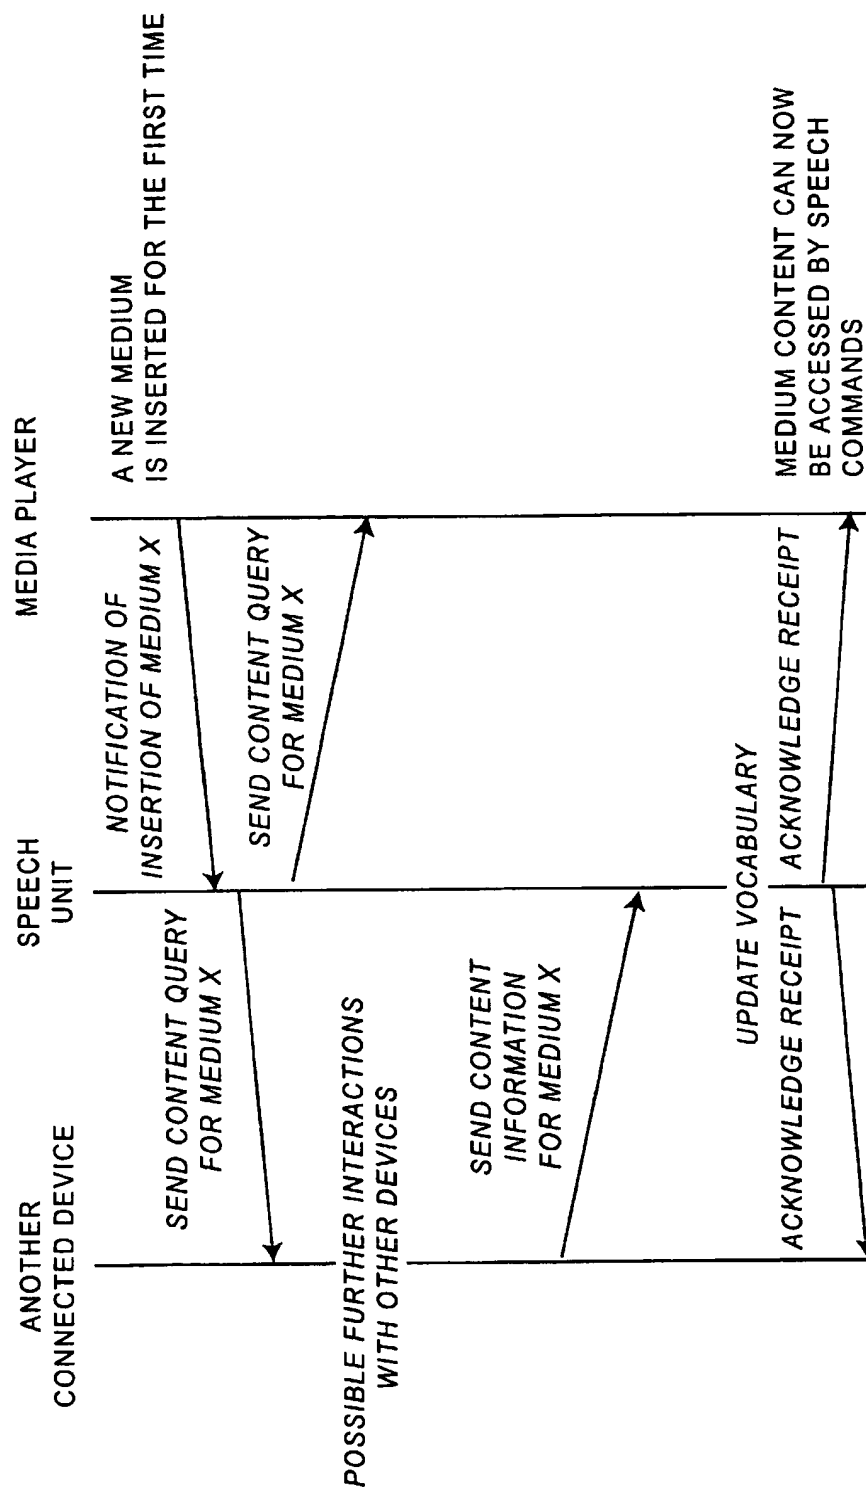 ANOTHER
CONNECTED DEVICE
SPEECH
UNIT
MEDIA PLAYER
A NEW MEDIUM
IS INSERTED FOR THE FIRST TIME
NOTIFICATION OF
INSERTION OF MEDIUM X
SEND CONTENT QUERY
FOR MEDIUM X
SEND CONTENT QUERY
FOR MEDIUM X
POSSIBLE FURTHER INTERACTIONS
WITH OTHER DEVICES
SEND CONTENT
INFORMATION
FOR MEDIUM X
UPDATE VOCABULARY
ACKNOWLEDGE RECEIPT
ACKNOWLEDGE RECEIPT
MEDIUM CONTENT CAN NOW
BE ACCESSED BY SPEECH
COMMANDS